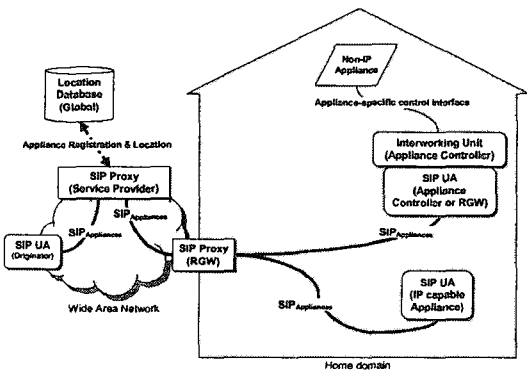 Non-IP
Appliance
Location
Database
(Global)
Appliance-specific control interface
Appliance Registration & Location
Interworking Unit
(Appliance Controller)
SIP Proxy
(Service Provider)
SIP UA
(Appliance
Controller or RGW)
SIPAppliances
SIPAppliances
SIPAppliances
SIP UA
(Originator)
SIP Proxy
(RGW)
SIP UA
(IP capable
Appliance)
Wide Area Network
SIPAppliances
Home domain